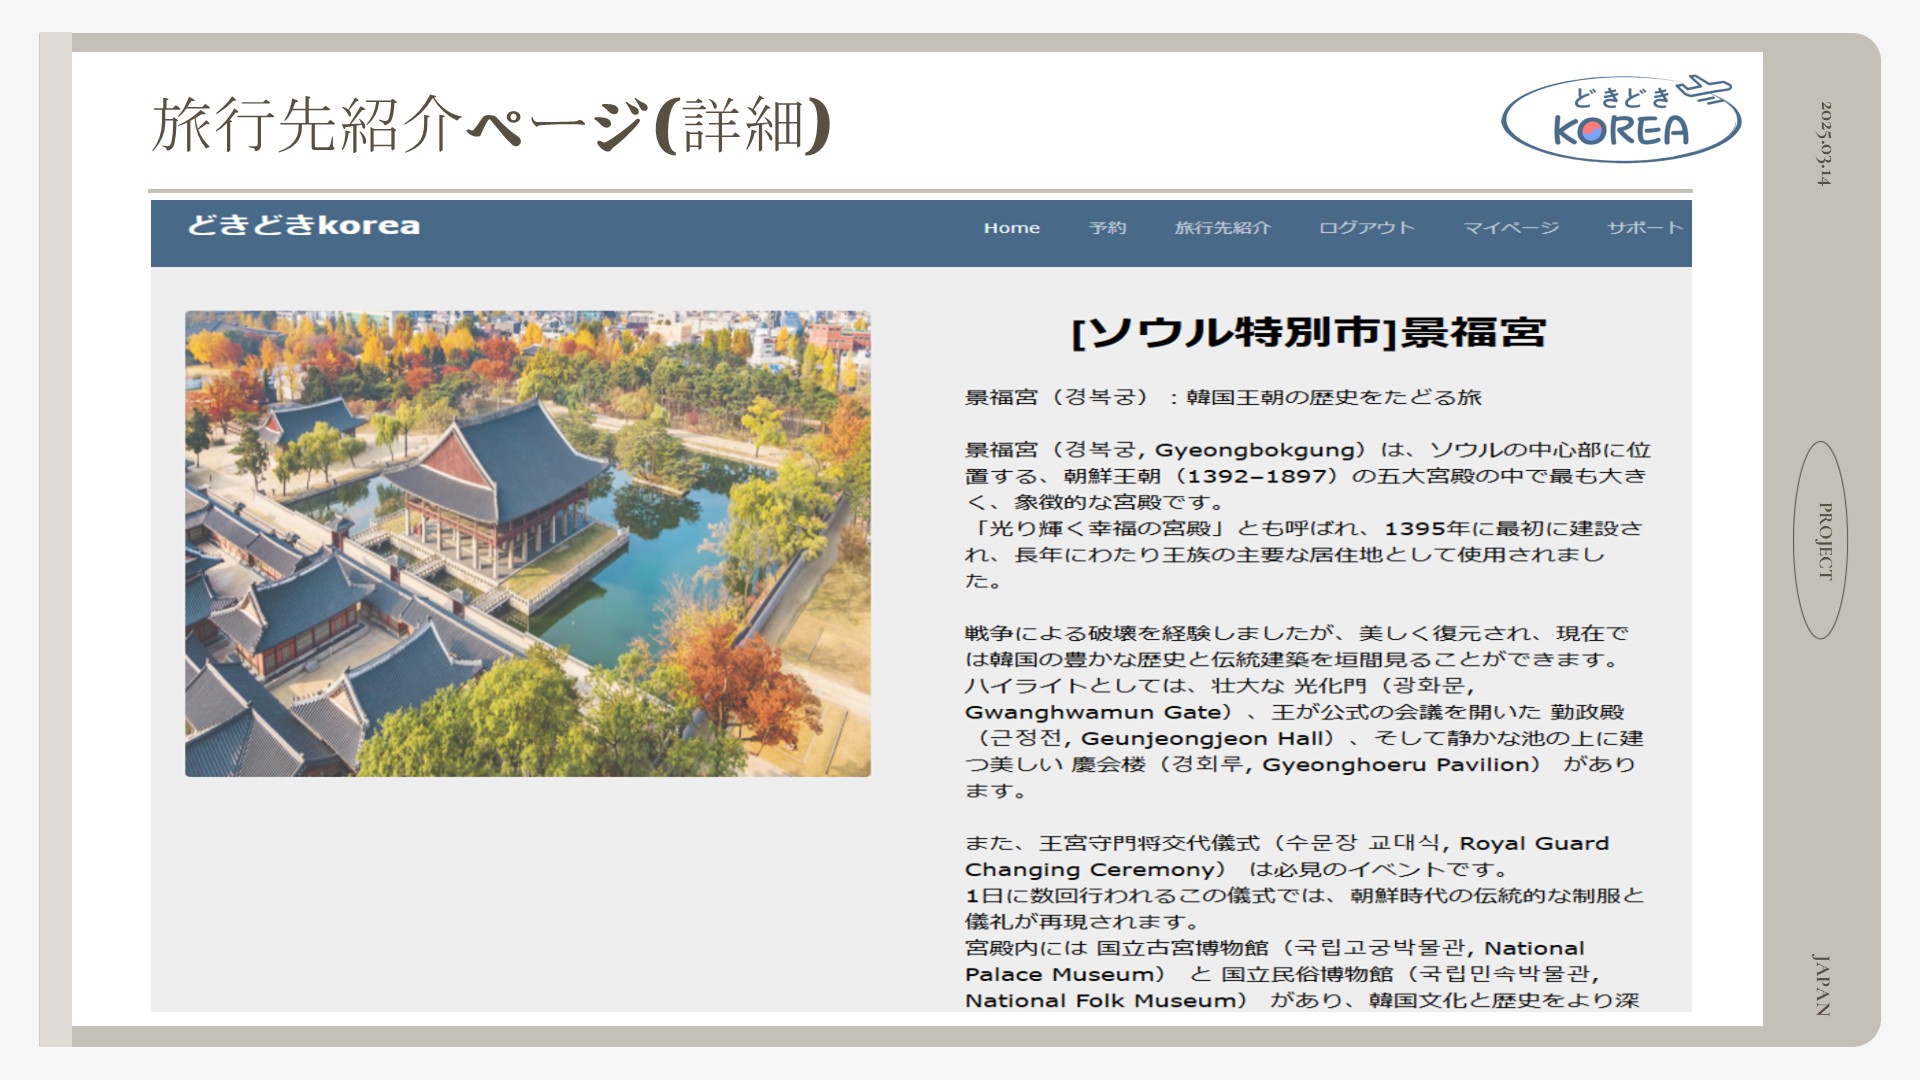 旅行先紹介ページ(詳細)
どきどき
KOREA
2025.03.14
PROJECT
JAPAN
どきどきkorea
Home 予約 旅行先紹介 ログアウト マイページ サポート
[ソウル特別市]景福宮
景福宮（경복궁）：韓国王朝の歴史をたどる旅
景福宮（경복궁, Gyeongbokgung）は、ソウルの中心部に位
置する、朝鮮王朝（1392–1897）の五大宮殿の中で最も大き
く、象徴的な宮殿です。
「光り輝く幸福の宮殿」とも呼ばれ、1395年に最初に建設さ
れ、長年にわたり王族の主要な居住地として使用されまし
た。
戦争による破壊を経験しましたが、美しく復元され、現在で
は韓国の豊かな歴史と伝統建築を垣間見ることができます。
ハイライトとしては、壮大な 光化門（광화문,
Gwanghwamun Gate）、王が公式の会議を開いた 勤政殿
（근정전, Geunjeongjeon Hall）、そして静かな池の上に建
つ美しい 慶会楼（경회루, Gyeonghoeru Pavilion） があり
ます。
また、王宮守門将交代儀式（수문장 교대식, Royal Guard
Changing Ceremony） は必見のイベントです。
1日に数回行われるこの儀式では、朝鮮時代の伝統的な制服と
儀礼が再現されます。
宮殿内には 国立古宮博物館（국립고궁박물관, National
Palace Museum） と 国立民俗博物館（국립민속박물관,
National Folk Museum） があり、韓国文化と歴史をより深